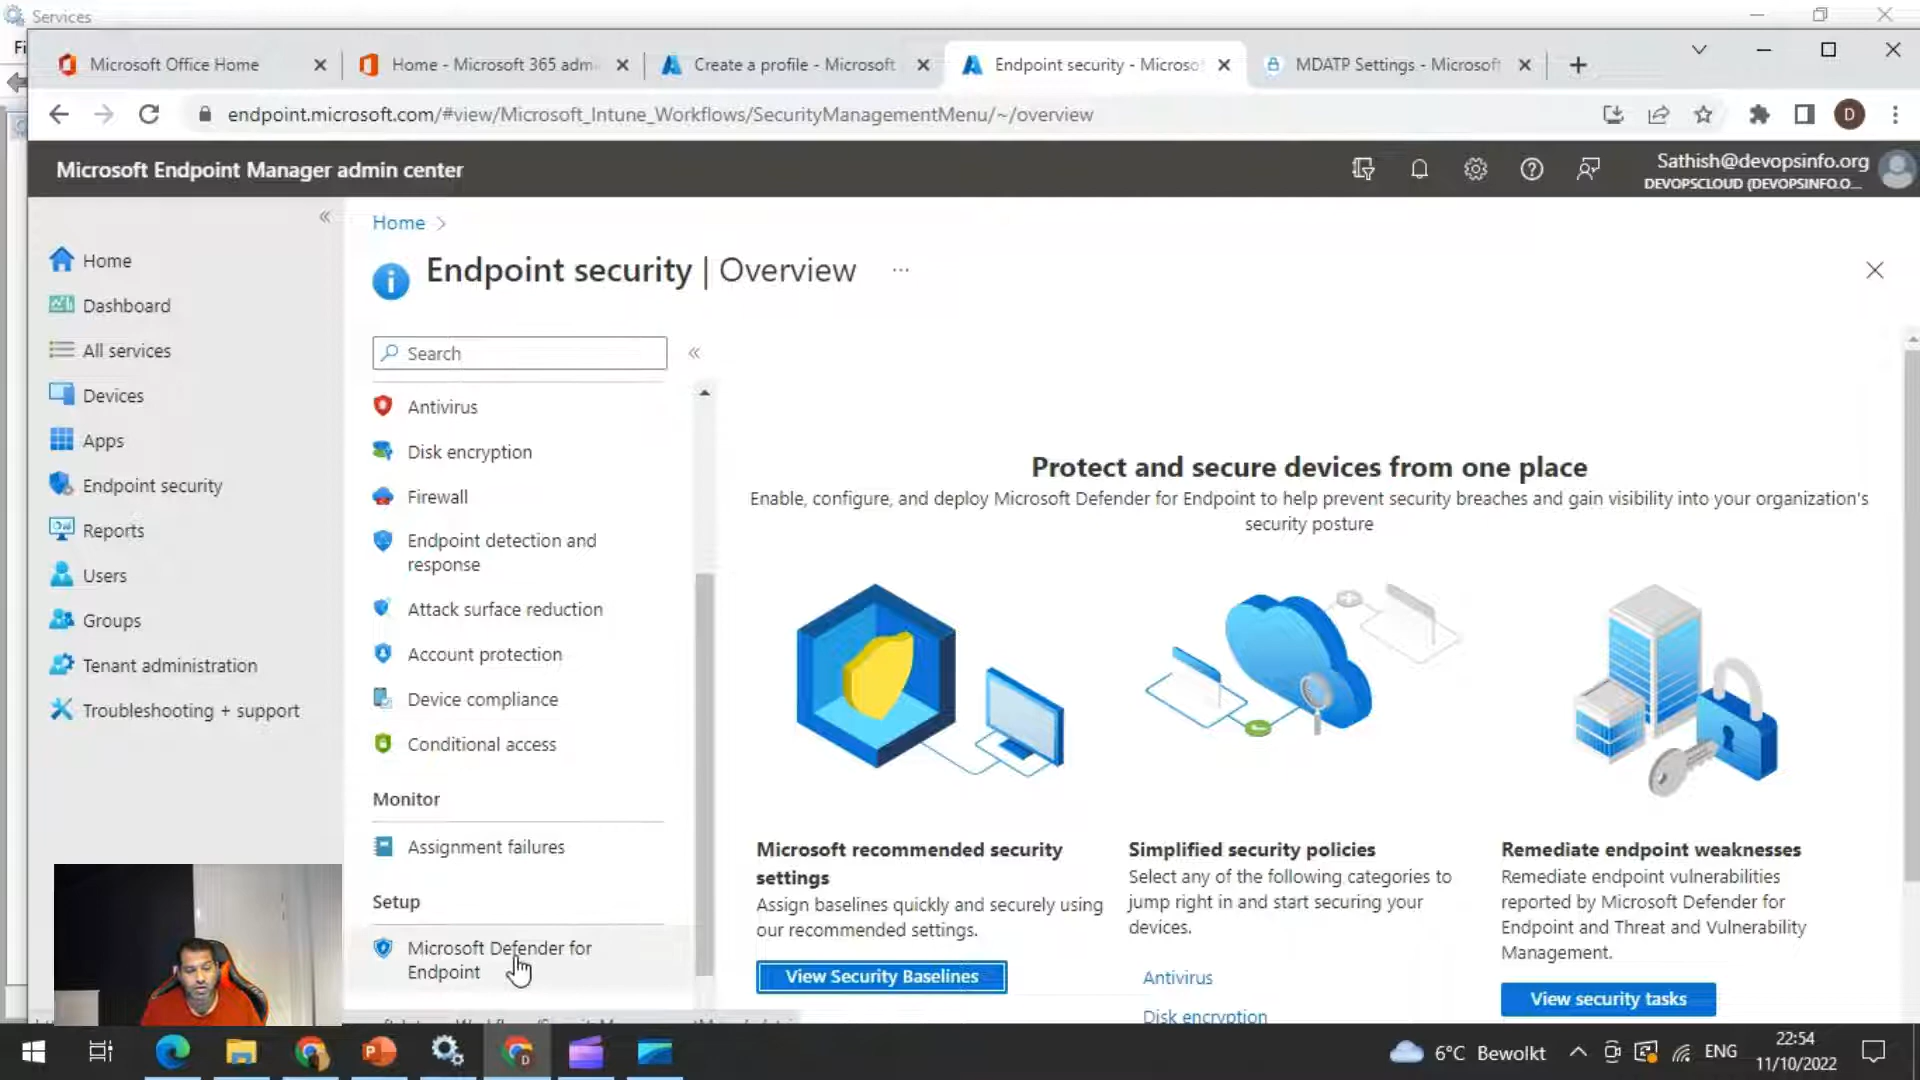 Services
Fi
Microsoft Office Home
Home - Microsoft 365 adm
Create a profile - Microsoft
Endpoint security - Microso
MDATP Settings - Microsoft
endpoint.microsoft.com/#view/Microsoft_Intune_Workflows/SecurityManagementMenu/~/overview
D
Microsoft Endpoint Manager admin center
Sathish@devopsinfo.org
DEVOPSCLOUD (DEVOPSINFO.O...
Home
Dashboard
All services
Devices
Apps
Endpoint security
Reports
Users
Groups
Tenant administration
Troubleshooting + support
Home >
Endpoint security | Overview ...
Search
Antivirus
Disk encryption
Firewall
Endpoint detection and
response
Attack surface reduction
Account protection
Device compliance
Conditional access
Monitor
Assignment failures
Setup
Microsoft Defender for
Endpoint
Protect and secure devices from one place
Enable, configure, and deploy Microsoft Defender for Endpoint to help prevent security breaches and gain visibility into your organization's
security posture
Microsoft recommended security
settings
Assign baselines quickly and securely using
our recommended settings.
View Security Baselines
Simplified security policies
Select any of the following categories to
jump right in and start securing your
devices.
Antivirus
Disk encryption
Remediate endpoint weaknesses
Remediate endpoint vulnerabilities
reported by Microsoft Defender for
Endpoint and Threat and Vulnerability
Management.
View security tasks
6°C Bewolkt
ENG
22:54
11/10/2022